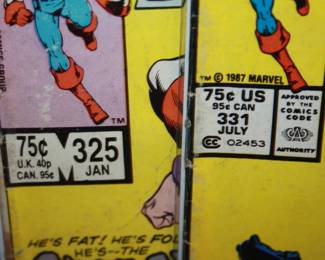 TM
75¢
U.K. 40p
CAN. 95¢
325
JAN
HE'S FAT! HE'S FO
HE'S—THE
TM © 1987 MARVEL
75¢ US
95¢ CAN
331
JULY
CC 02453
APPROVED
BY THE
COMICS
CODE
AUTHORITY